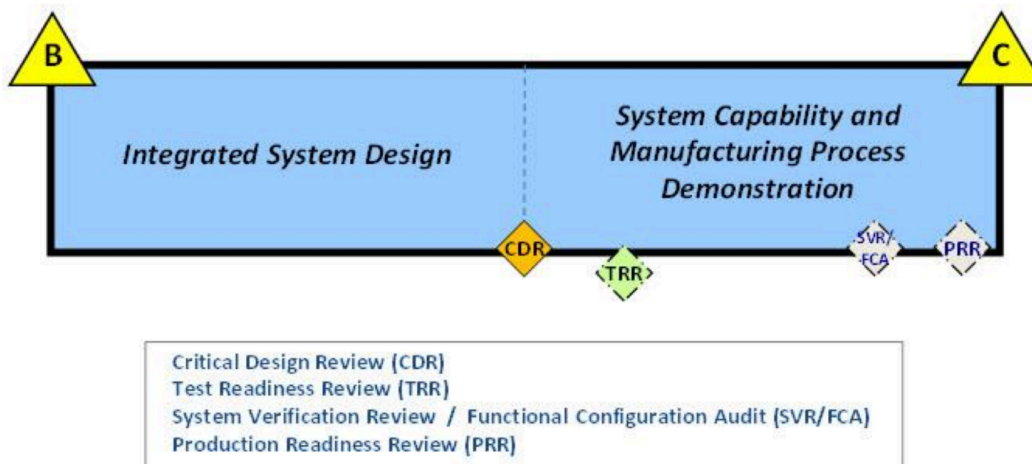 B
C
Integrated System Design
System Capability and
Manufacturing Process
Demonstration
CDR
TRR
SVR/
FCA
PRR
Critical Design Review (CDR)
Test Readiness Review (TRR)
System Verification Review / Functional Configuration Audit (SVR/FCA)
Production Readiness Review (PRR)